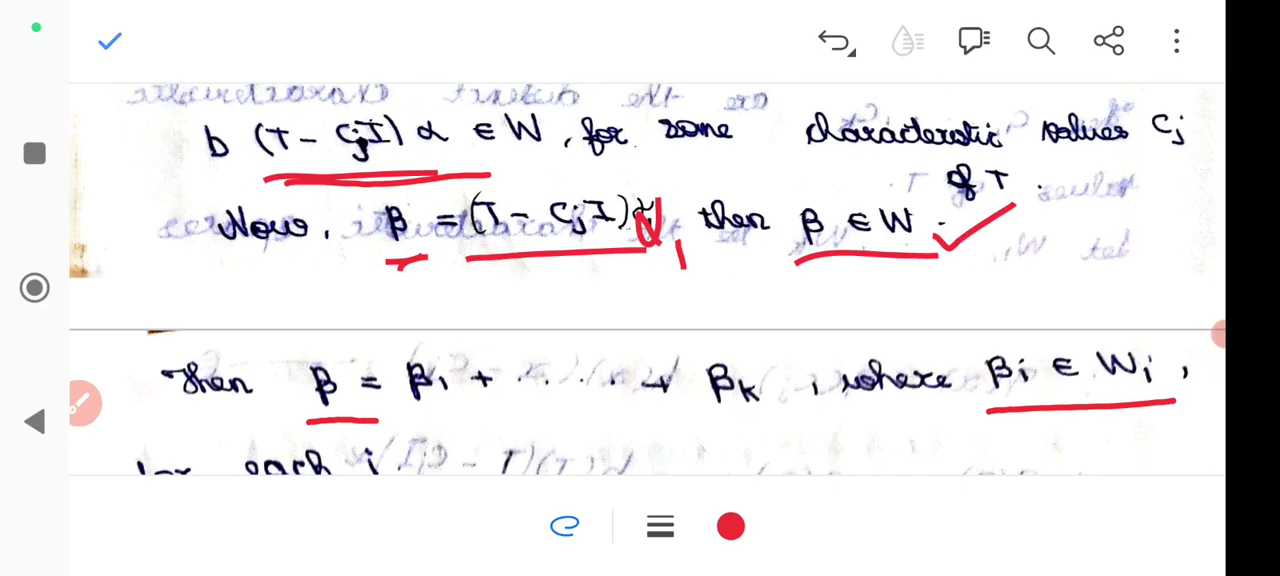 b (T - CjI) α ∈ W, for some characteristic values Cj of T.
Now, β = (T - CjI) α, then β ∈ W.
Then β = β1 + ..... + βk, where βi ∈ Wi,
for each i